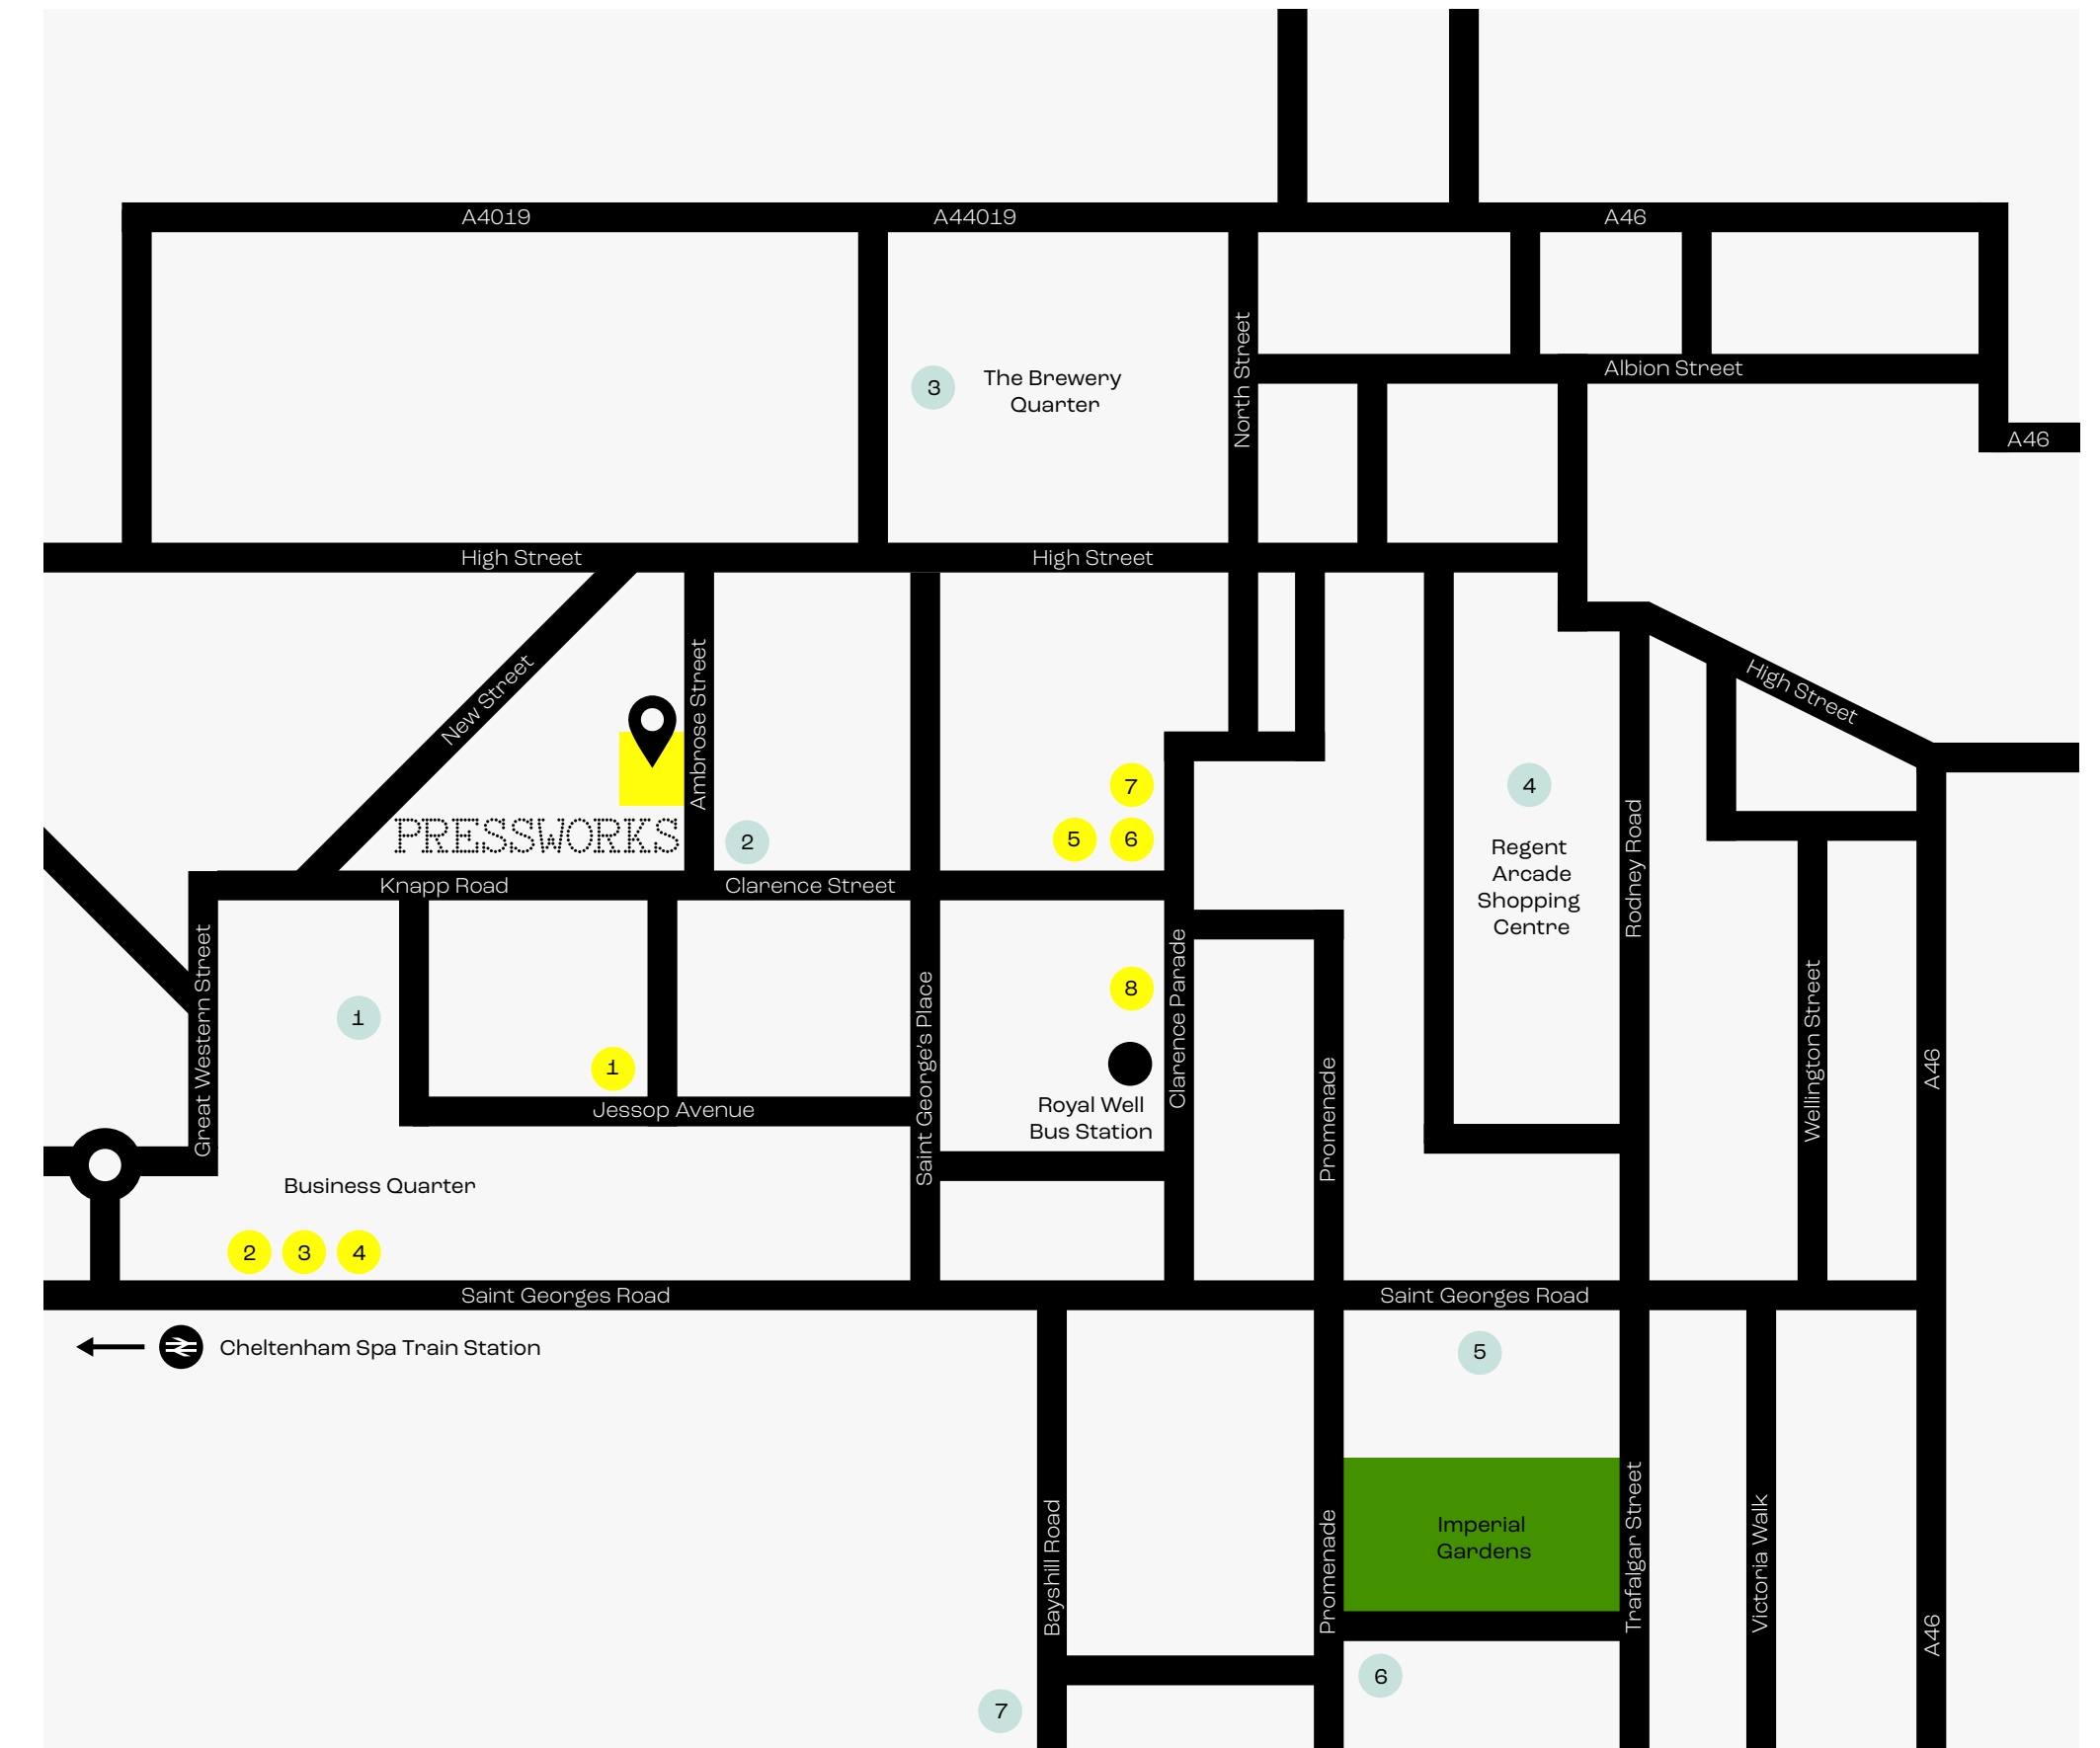 A4019
A44019
A46
North Street
3
The Brewery
Quarter
Albion Street
A46
High Street
High Street
New Street
Ambrose Street
High Street
PRESSWORKS
2
7
5
6
4
Regent
Arcade
Shopping
Centre
Rodney Road
Knapp Road
Clarence Street
Great Western Street
1
1
Jessop Avenue
Saint George's Place
8
Royal Well
Bus Station
Clarence Parade
Promenade
Wellington Street
A46
Business Quarter
2
3
4
Saint Georges Road
Saint Georges Road
Cheltenham Spa Train Station
5
Imperial
Gardens
Bayshill Road
Promenade
Trafalgar Street
Victoria Walk
A46
6
7